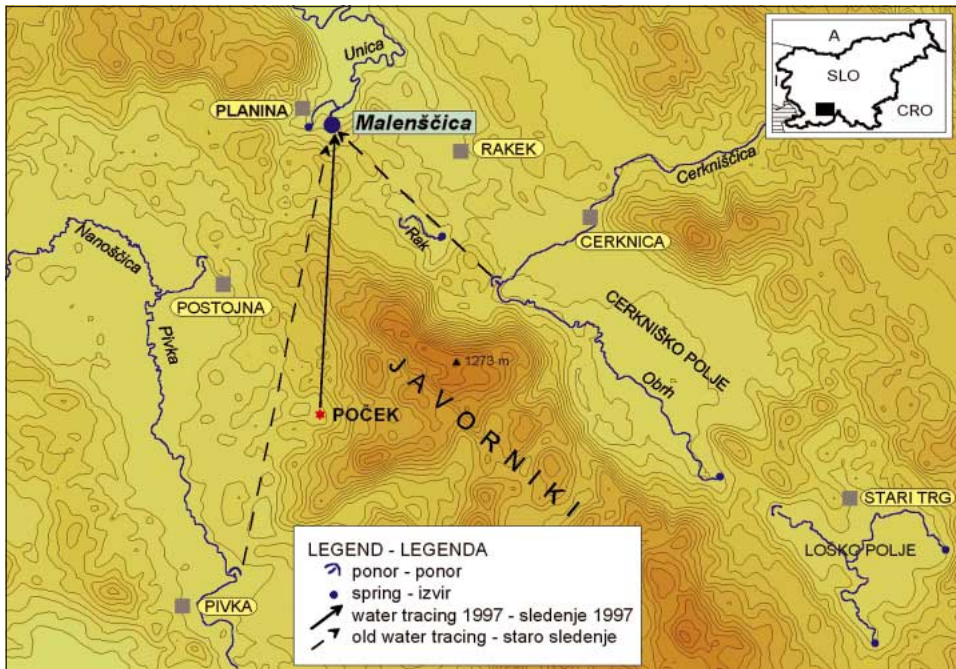 Unica
A
SLO
I
CRO
PLANINA
Malenščica
RAKEK
Cerkniščica
Nanoščica
Rak
CERKNICA
POSTOJNA
Pivka
CERKNIŠKO POLJE
1273 m
Obrh
JAVORNIKI
POČEK
STARI TRG
LOŠKO POLJE
PIVKA
LEGEND - LEGENDA
ponor - ponor
spring - izvir
water tracing 1997 - sledenje 1997
old water tracing - staro sledenje